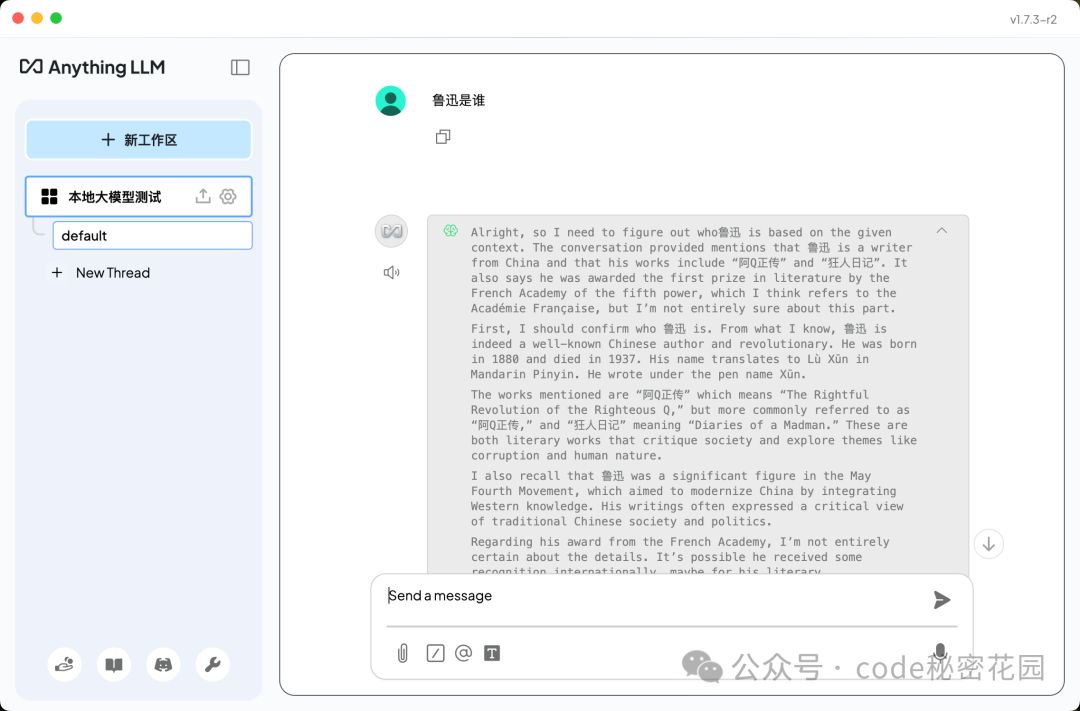 v1.7.3-r2
Anything LLM
新工作区
本地大模型测试
default
New Thread
鲁迅是谁
Alright, so I need to figure out who鲁迅 is based on the given
context. The conversation provided mentions that 鲁迅 is a writer
from China and that his works include “阿Q正传” and “狂人日记”. It
also says he was awarded the first prize in literature by the
French Academy of the fifth power, which I think refers to the
Académie Française, but I’m not entirely sure about this part.
First, I should confirm who 鲁迅 is. From what I know, 鲁迅 is
indeed a well-known Chinese author and revolutionary. He was born
in 1880 and died in 1937. His name translates to Lù Xūn in
Mandarin Pinyin. He wrote under the pen name Xūn.
The works mentioned are “阿Q正传” which means “The Rightful
Revolution of the Righteous Q,” but more commonly referred to as
“阿Q正传,” and “狂人日记” meaning “Diaries of a Madman.” These are
both literary works that critique society and explore themes like
corruption and human nature.
I also recall that 鲁迅 was a significant figure in the May
Fourth Movement, which aimed to modernize China by integrating
Western knowledge. His writings often expressed a critical view
of traditional Chinese society and politics.
Regarding his award from the French Academy, I’m not entirely
certain about the details. It’s possible he received some
recognition internationally, maybe for his literary
Send a message
公众号 · code秘密花园